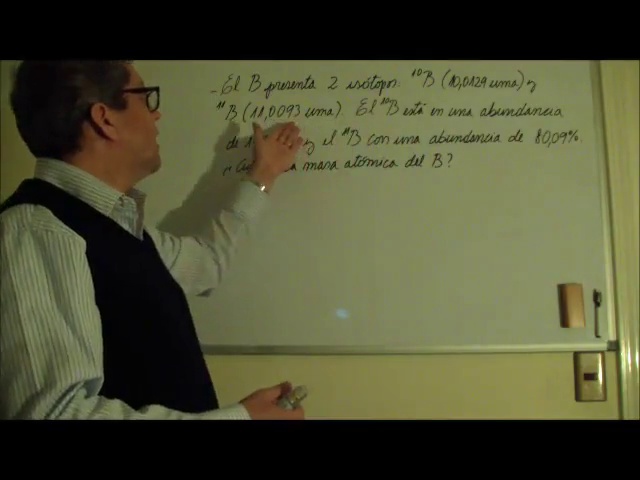 - El B presenta 2 isótopos: ¹⁰B (10,0129 uma) y
¹¹B (11,0093 uma). El ¹⁰B está en una abundancia
de y el ¹¹B con una abundancia de 80,09%.
masa atómica del B?